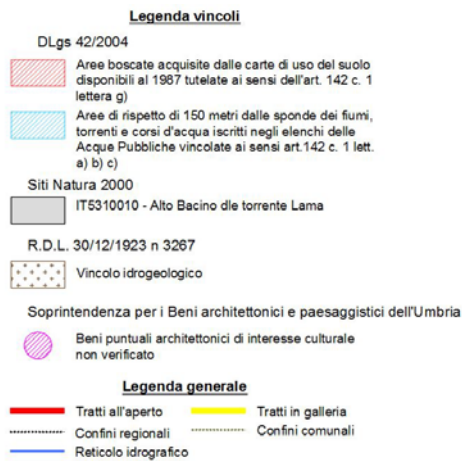 Legenda vincoli
DLgs 42/2004
Aree boscate acquisite dalle carte di uso del suolo
disponibili al 1987 tutelate ai sensi dell'art. 142 c. 1
lettera g)
Aree di rispetto di 150 metri dalle sponde dei fiumi,
torrenti e corsi d'acqua iscritti negli elenchi delle
Acque Pubbliche vincolate ai sensi art.142 c. 1 lett.
a) b) c)
Siti Natura 2000
IT5310010 - Alto Bacino dle torrente Lama
R.D.L. 30/12/1923 n 3267
Vincolo idrogeologico
Soprintendenza per i Beni architettonici e paesaggistici dell'Umbria
Beni puntuali architettonici di interesse culturale
non verificato
Legenda generale
Tratti all'aperto
Tratti in galleria
Confini regionali
Confini comunali
Reticolo idrografico